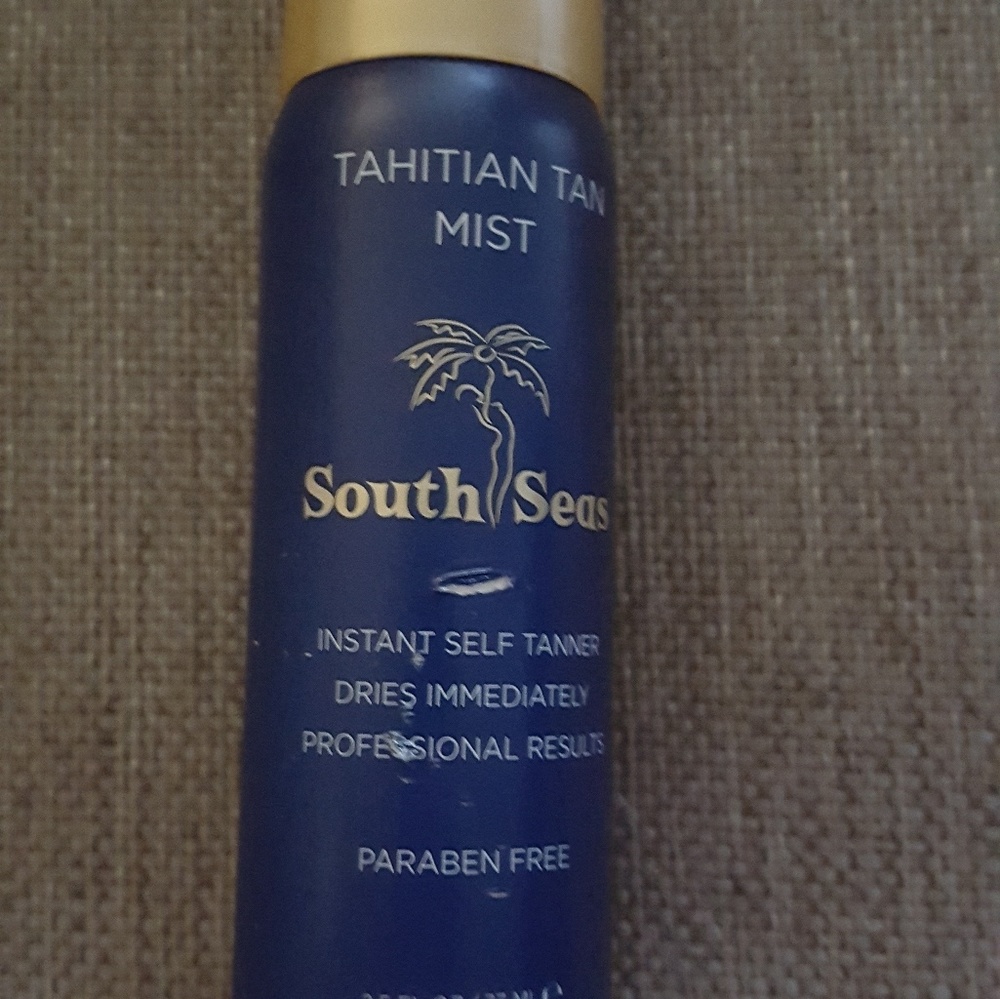 TAHITIAN TAN
MIST
South Seas
INSTANT SELF TANNER
DRIES IMMEDIATELY
PROFESSIONAL RESULTS
PARABEN FREE